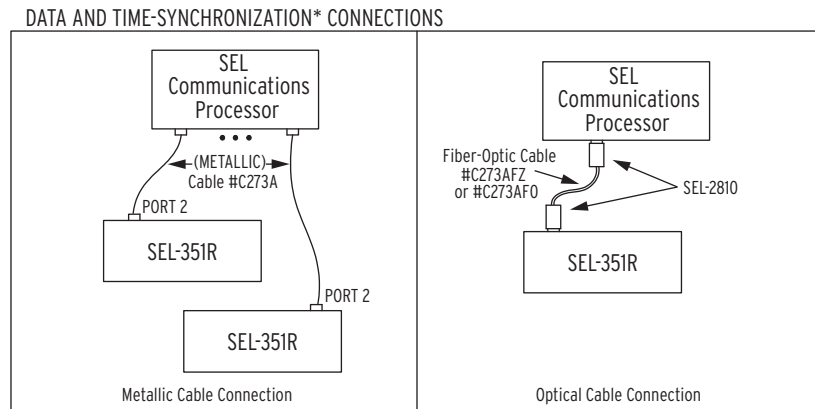 DATA AND TIME-SYNCHRONIZATION* CONNECTIONS
SEL
Communications
Processor
(METALLIC)
Cable #C273A
PORT 2
SEL-351R
PORT 2
SEL-351R
Metallic Cable Connection
SEL
Communications
Processor
Fiber-Optic Cable
#C273AFZ
or #C273AFO
SEL-2810
SEL-351R
Optical Cable Connection